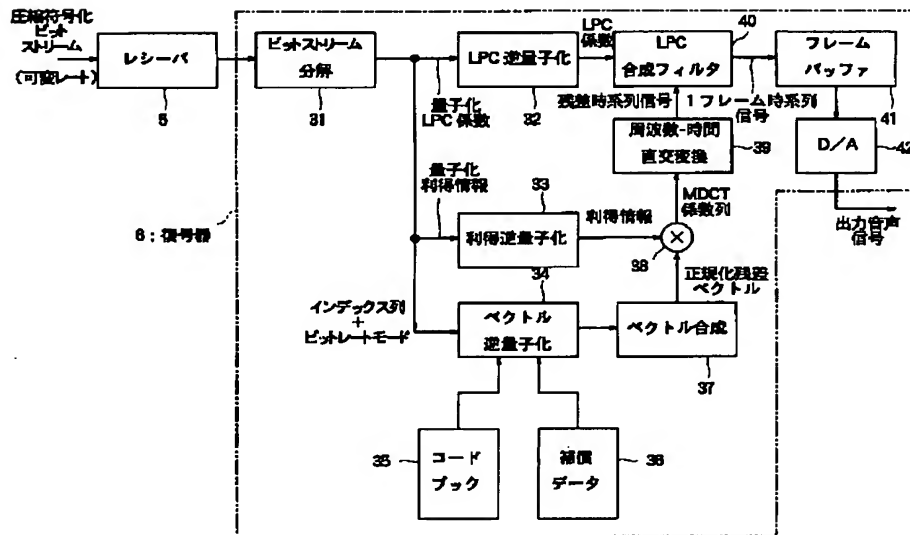 圧縮符号化
ビット
ストリーム
(可変レート)
レシーバ
5
ビットストリーム
分解
31
量子化
LPC 係数
LPC 逆量子化
32
LPC
係数
LPC
合成フィルタ
40
1 フレーム時系列
信号
フレーム
バッファ
41
残差時系列信号
周波数-時間
直交変換
39
D/A
42
出力音声
信号
MDCT
係数列
量子化
利得情報
33
利得逆量子化
利得情報
×
38
6：復号器
正規化残差
ベクトル
インデックス列
+
ビットレートモード
34
ベクトル
逆量子化
ベクトル合成
37
35
コード
ブック
補償
データ
36